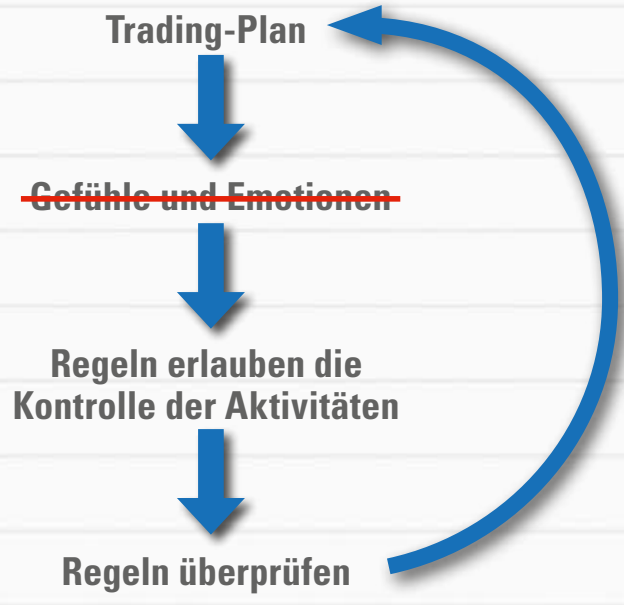 Trading-Plan
Gefühle und Emotionen
Regeln erlauben die
Kontrolle der Aktivitäten
Regeln überprüfen